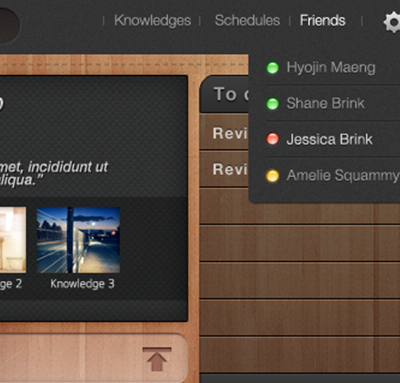 Knowledges
Schedules
Friends
Hyojin Maeng
Shane Brink
Jessica Brink
Amelie Squammy
To
Revi
Revi
met, incididunt ut
aliqua.”
ge 2
Knowledge 3